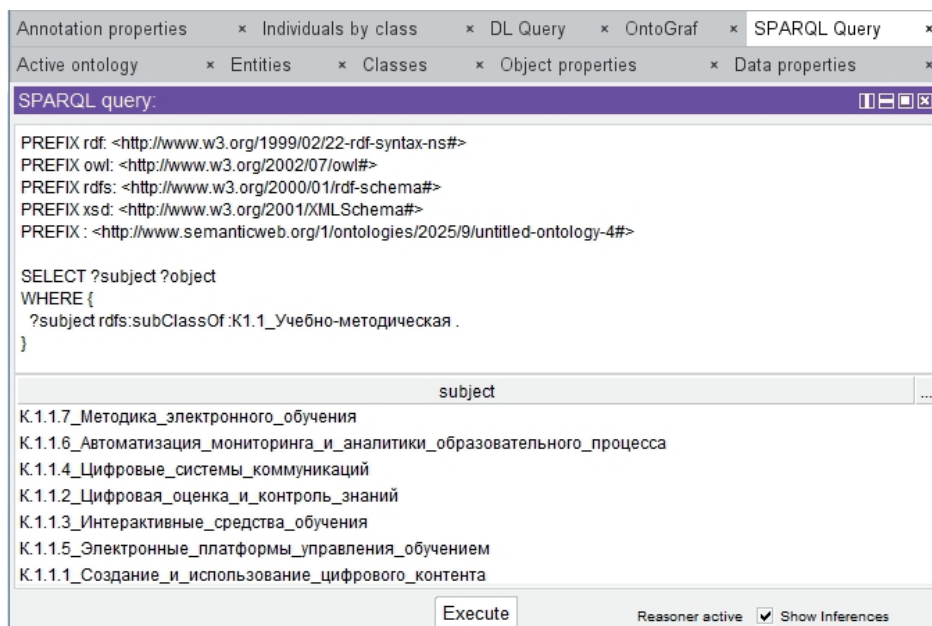 Annotation properties × Individuals by class × DL Query × OntoGraf × SPARQL Query ×
Active ontology × Entities × Classes × Object properties × Data properties ×
SPARQL query:
PREFIX rdf: <http://www.w3.org/1999/02/22-rdf-syntax-ns#>
PREFIX owl: <http://www.w3.org/2002/07/owl#>
PREFIX rdfs: <http://www.w3.org/2000/01/rdf-schema#>
PREFIX xsd: <http://www.w3.org/2001/XMLSchema#>
PREFIX : <http://www.semanticweb.org/1/ontologies/2025/9/untitled-ontology-4#>
SELECT ?subject ?object
WHERE {
?subject rdfs:subClassOf :К1.1_Учебно-методическая .
}
subject ...
К.1.1.7_Методика_электронного_обучения
К.1.1.6_Автоматизация_мониторинга_и_аналитики_образовательного_процесса
К.1.1.4_Цифровые_системы_коммуникаций
К.1.1.2_Цифровая_оценка_и_контроль_знаний
К.1.1.3_Интерактивные_средства_обучения
К.1.1.5_Электронные_платформы_управления_обучением
К.1.1.1_Создание_и_использование_цифрового_контента
Execute Reasoner active Show Inferences